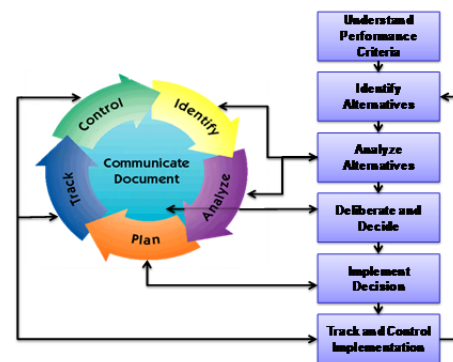 Understand
Performance
Criteria
Identify
Alternatives
Analyze
Alternatives
Deliberate and
Decide
Implement
Decision
Track and Control
Implementation
Control
Identify
Analyze
Plan
Track
Communicate
Document